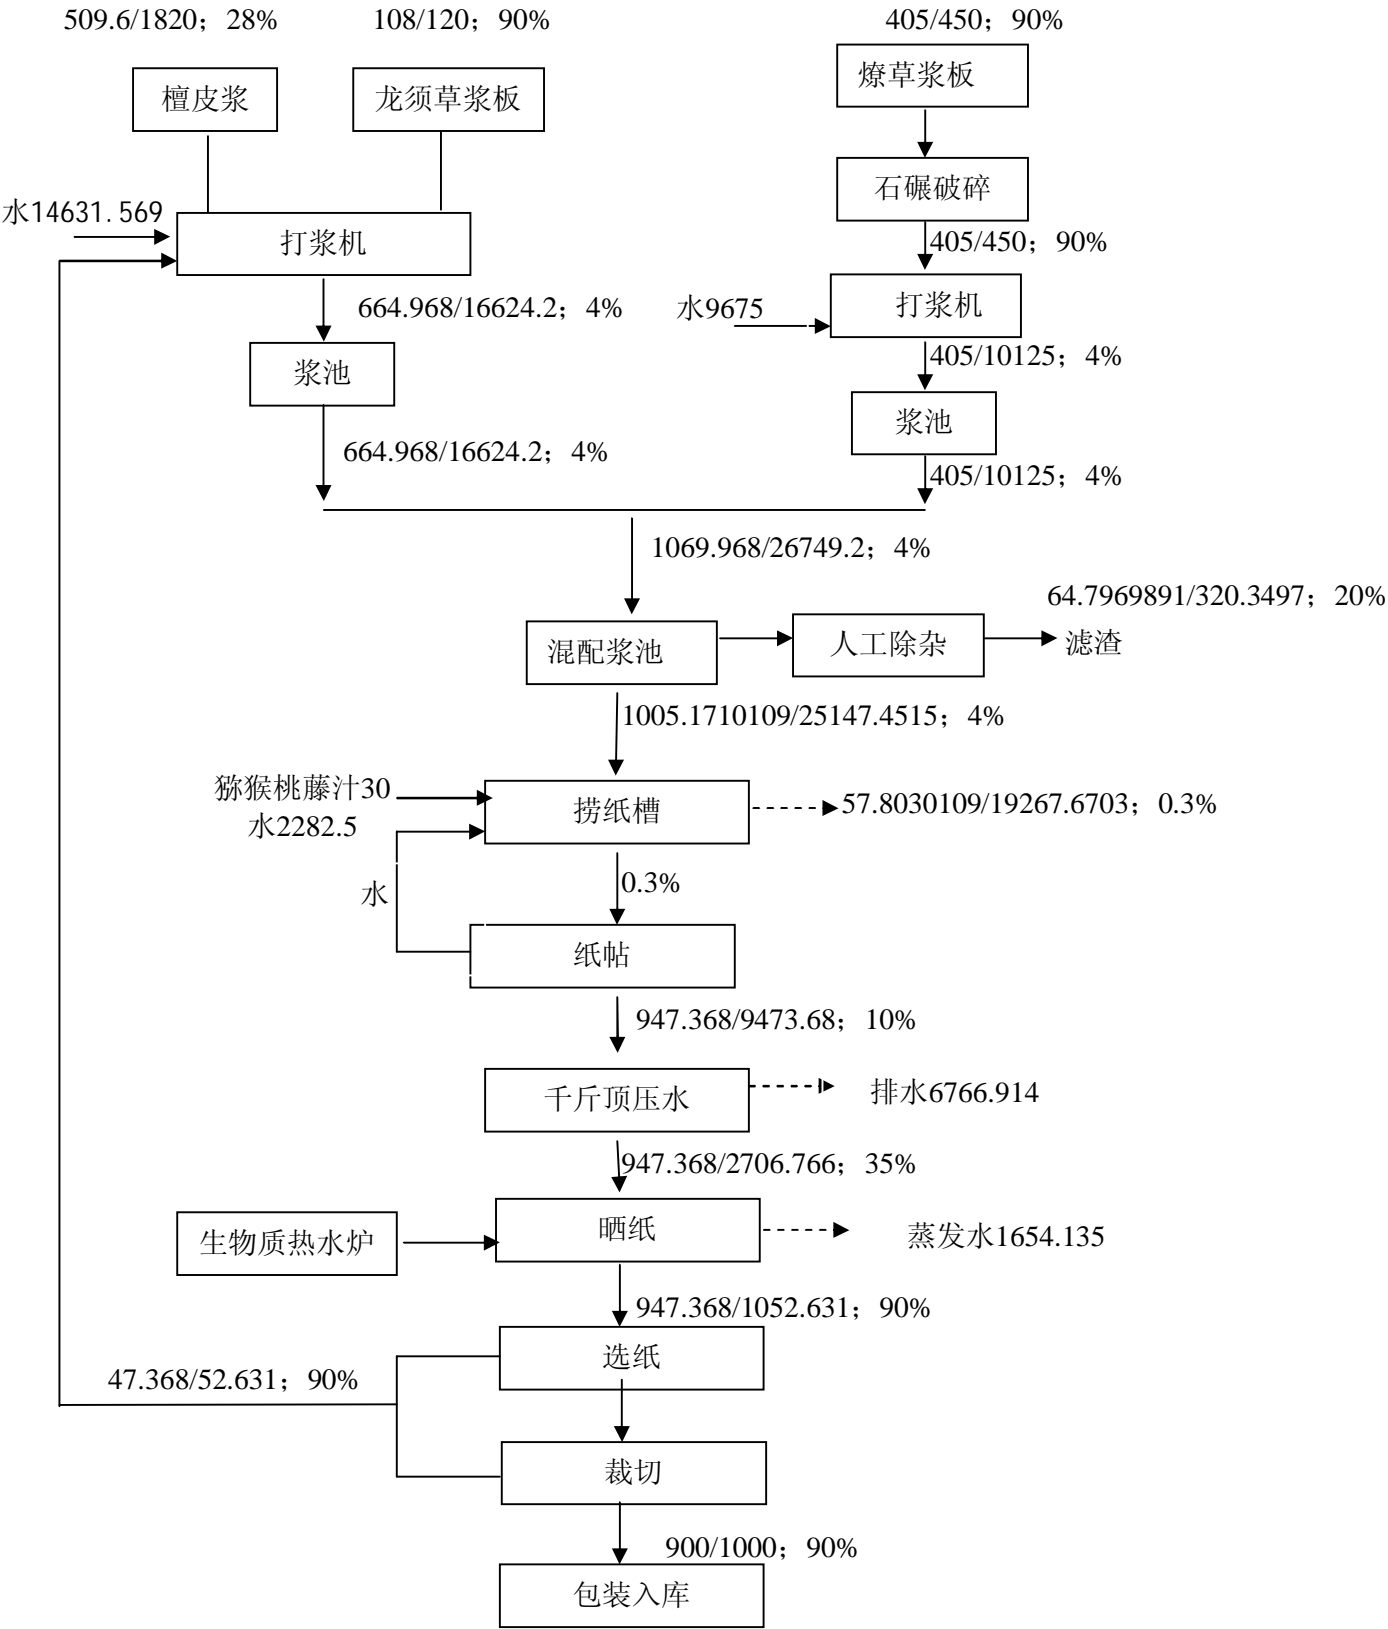 509.6/1820；28%
108/120；90%
405/450；90%
檀皮浆
龙须草浆板
燎草浆板
石碾破碎
水14631.569
打浆机
405/450；90%
664.968/16624.2；4%
水9675
打浆机
405/10125；4%
浆池
浆池
664.968/16624.2；4%
405/10125；4%
1069.968/26749.2；4%
64.7969891/320.3497；20%
混配浆池
人工除杂
滤渣
1005.1710109/25147.4515；4%
猕猴桃藤汁30
水2282.5
捞纸槽
57.8030109/19267.6703；0.3%
水
0.3%
纸帖
947.368/9473.68；10%
千斤顶压水
排水6766.914
947.368/2706.766；35%
生物质热水炉
晒纸
蒸发水1654.135
947.368/1052.631；90%
选纸
47.368/52.631；90%
裁切
900/1000；90%
包装入库